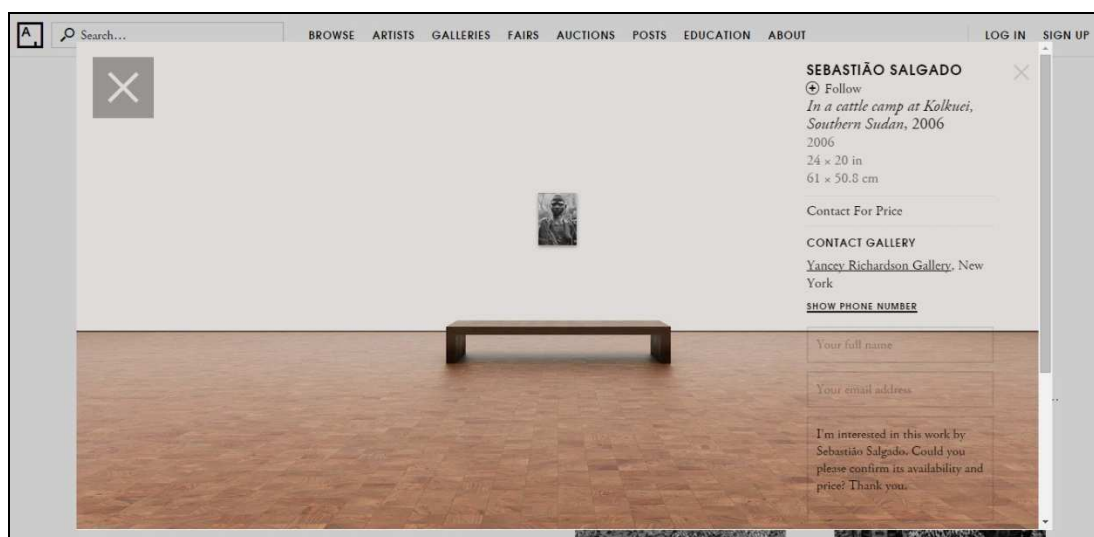 A,
Search...
BROWSE ARTISTS GALLERIES FAIRS AUCTIONS POSTS EDUCATION ABOUT
LOG IN SIGN UP
SEBASTIÃO SALGADO
Follow
In a cattle camp at Kolkuei,
Southern Sudan, 2006
2006
24 × 20 in
61 × 50.8 cm
Contact For Price
CONTACT GALLERY
Yancey Richardson Gallery, New
York
SHOW PHONE NUMBER
Your full name
Your email address
I'm interested in this work by
Sebastião Salgado. Could you
please confirm its availability and
price? Thank you.